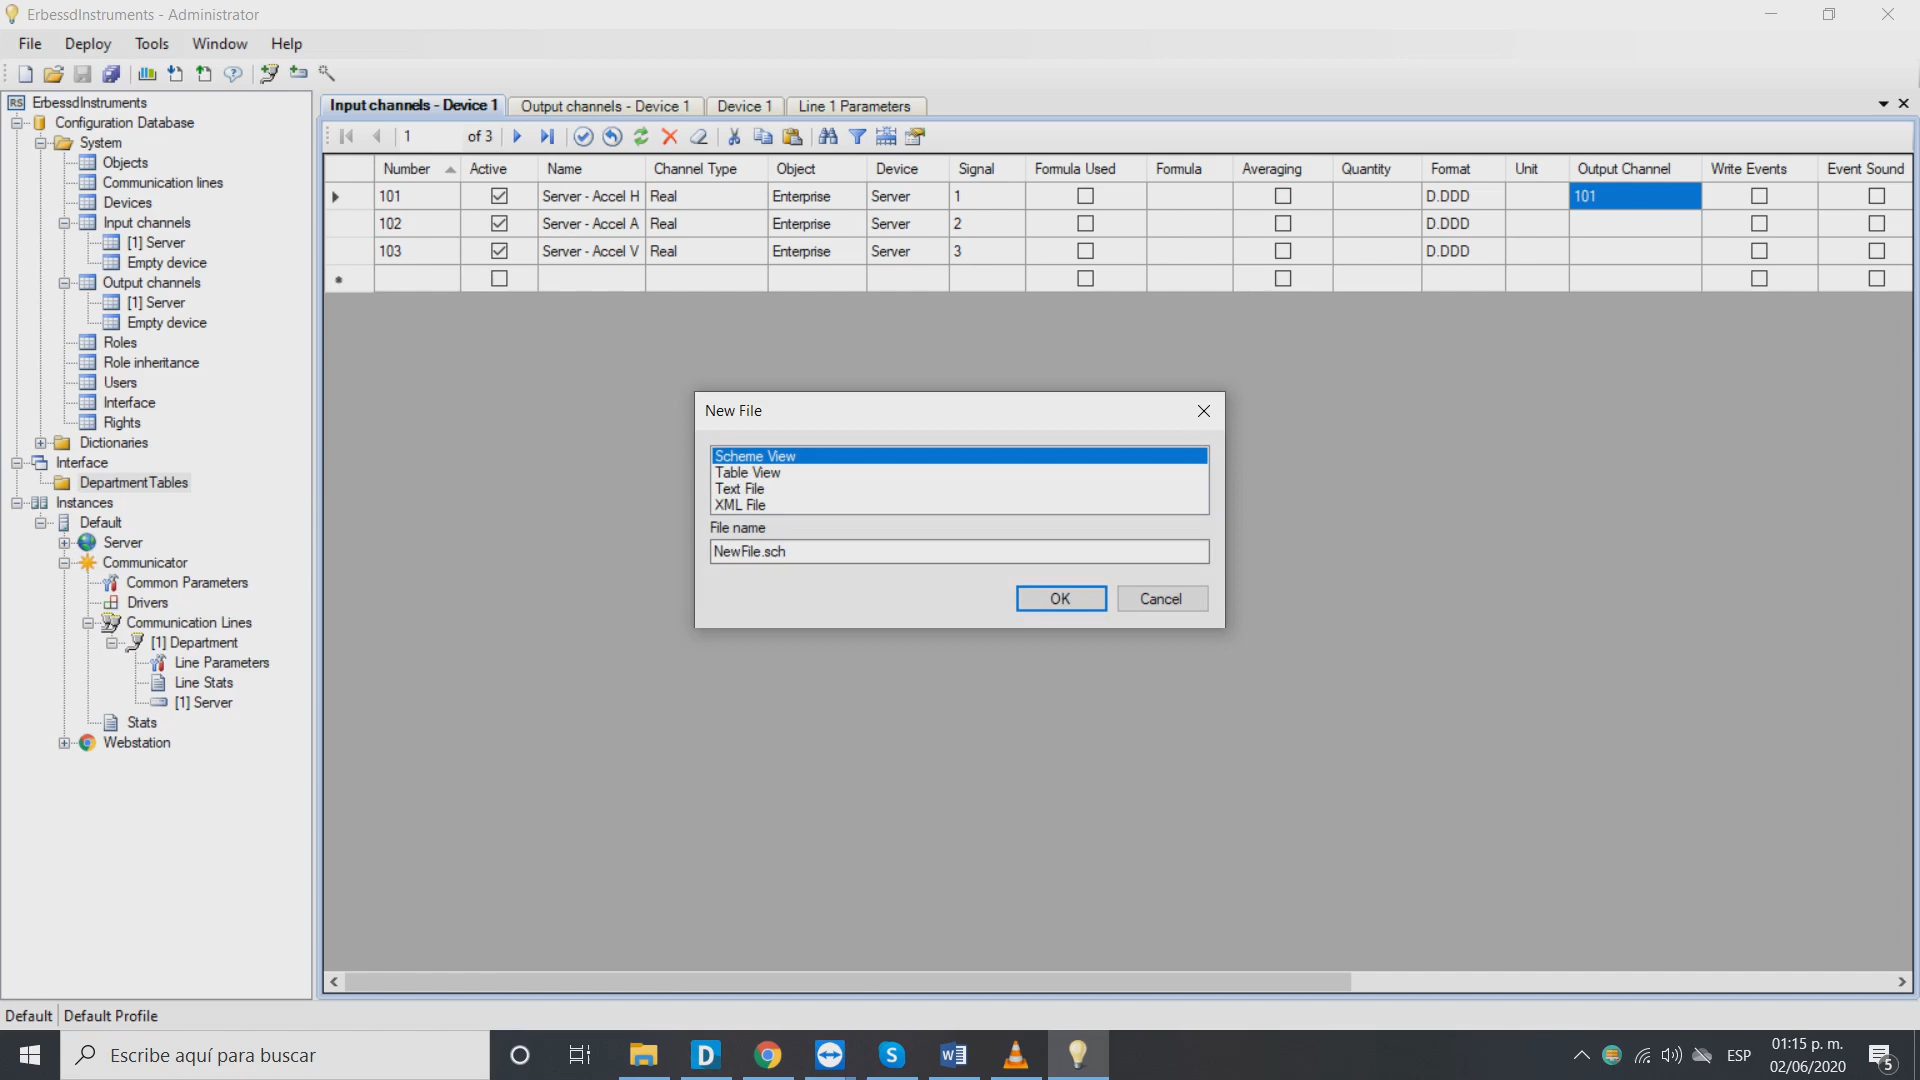 ErbessdInstruments - Administrator
File Deploy Tools Window Help
RS ErbessdInstruments
Configuration Database
System
Objects
Communication lines
Devices
Input channels
[1] Server
Empty device
Output channels
[1] Server
Empty device
Roles
Role inheritance
Users
Interface
Rights
Dictionaries
Interface
DepartmentTables
Instances
Default
Server
Communicator
Common Parameters
Drivers
Communication Lines
[1] Department
Line Parameters
Line Stats
[1] Server
Stats
Webstation
Input channels - Device 1 Output channels - Device 1 Device 1 Line 1 Parameters
1 of 3
Number Active Name Channel Type Object Device Signal Formula Used Formula Averaging Quantity Format Unit Output Channel Write Events Event Sound
101 Server - Accel H Real Enterprise Server 1 D.DDD 101
102 Server - Accel A Real Enterprise Server 2 D.DDD
103 Server - Accel V Real Enterprise Server 3 D.DDD
New File
Scheme View
Table View
Text File
XML File
File name
NewFile.sch
OK Cancel
Default Default Profile
Escribe aquí para buscar
D
S
W
ESP
01:15 p. m.
02/06/2020
5